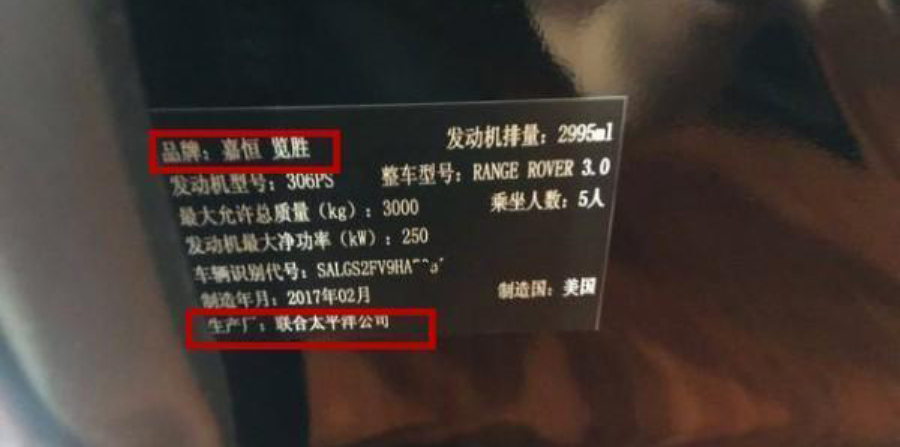 品牌：嘉恒 览胜 发动机排量：2995ml
发动机型号：306PS 整车型号：RANGE ROVER 3.0
最大允许总质量（kg）：3000 乘坐人数：5人
发动机最大净功率（kW）：250
车辆识别代号：SALGS2FV9HA
制造年月：2017年02月 制造国：美国
生产厂：联合太平洋公司